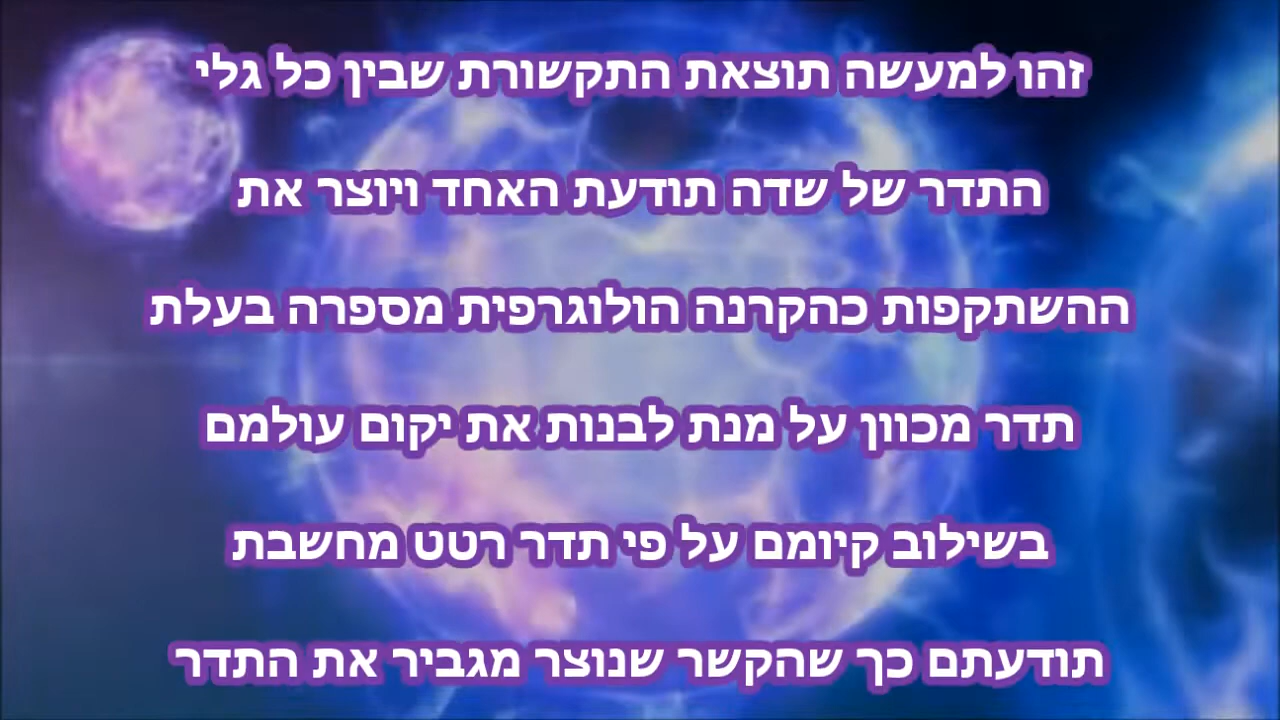 זהו למעשה תוצאת התקשורת שבין כל גלי
התדר של שדה תודעת האחד ויוצר את
ההשתקפות כהקרנה הולוגרפית מספרה בעלת
תדר מכוון על מנת לבנות את יקום עולמם
בשילוב קיומם על פי תדר רטט מחשבת
תודעתם כך שהקשר שנוצר מגביר את התדר